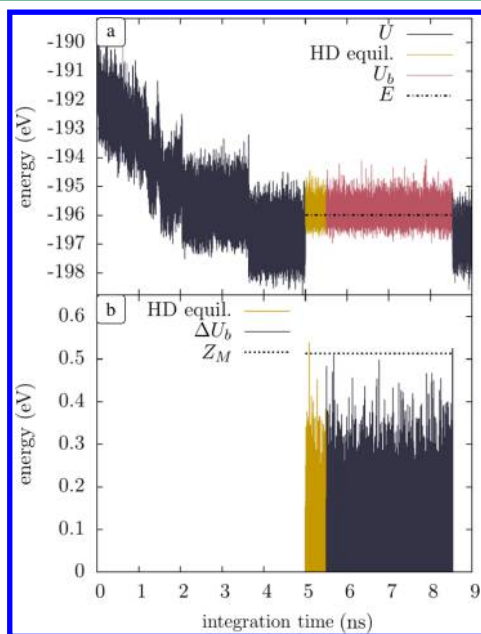 a
U
HD equil.
U_b
E
energy (eV)
-190
-191
-192
-193
-194
-195
-196
-197
-198
b
HD equil.
ΔU_b
Z_M
energy (eV)
0.6
0.5
0.4
0.3
0.2
0.1
0
0 1 2 3 4 5 6 7 8 9
integration time (ns)